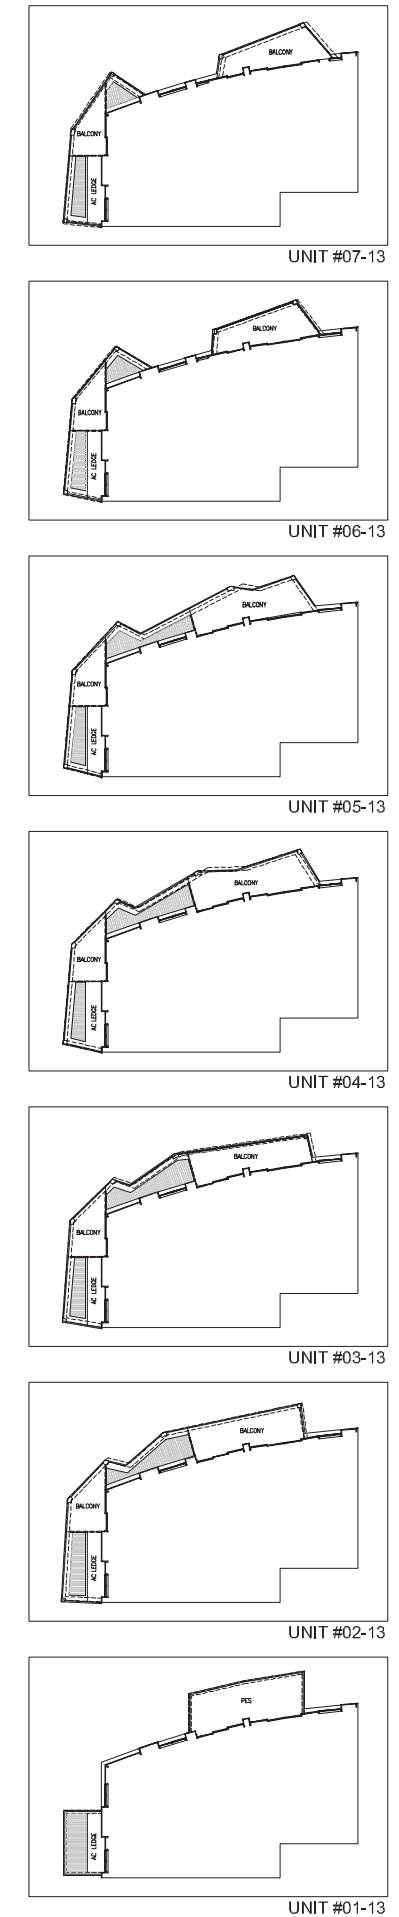 BALCONY
BALCONY
AC LEDGE
UNIT #07-13
BALCONY
BALCONY
AC LEDGE
UNIT #06-13
BALCONY
BALCONY
AC LEDGE
UNIT #05-13
BALCONY
BALCONY
AC LEDGE
UNIT #04-13
BALCONY
BALCONY
AC LEDGE
UNIT #03-13
BALCONY
BALCONY
AC LEDGE
UNIT #02-13
PES
AC LEDGE
UNIT #01-13